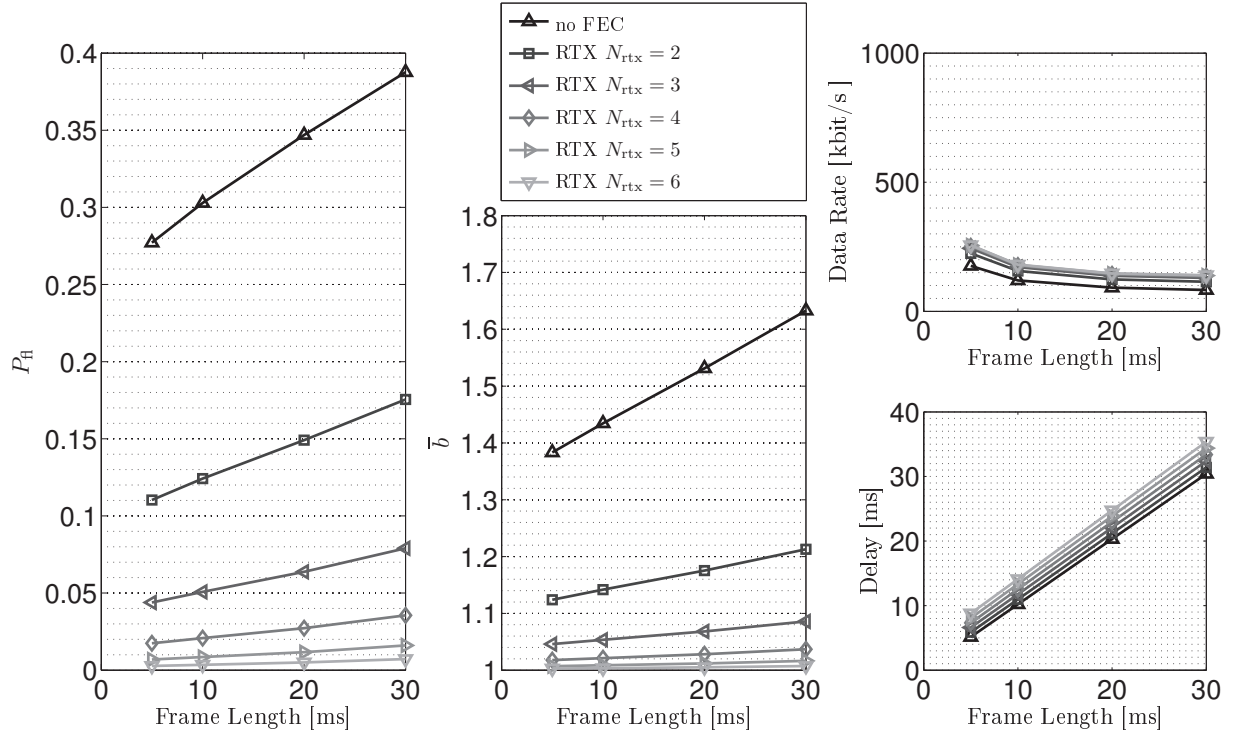 no FEC
RTX N_rtx = 2
RTX N_rtx = 3
RTX N_rtx = 4
RTX N_rtx = 5
RTX N_rtx = 6
0.4
0.35
0.3
0.25
0.2
0.15
0.1
0.05
0
P_fl
0 10 20 30
Frame Length [ms]
1.8
1.7
1.6
1.5
1.4
1.3
1.2
1.1
1
b̅
0 10 20 30
Frame Length [ms]
1000
500
0
Data Rate [kbit/s]
0 10 20 30
Frame Length [ms]
40
30
20
10
0
Delay [ms]
0 10 20 30
Frame Length [ms]